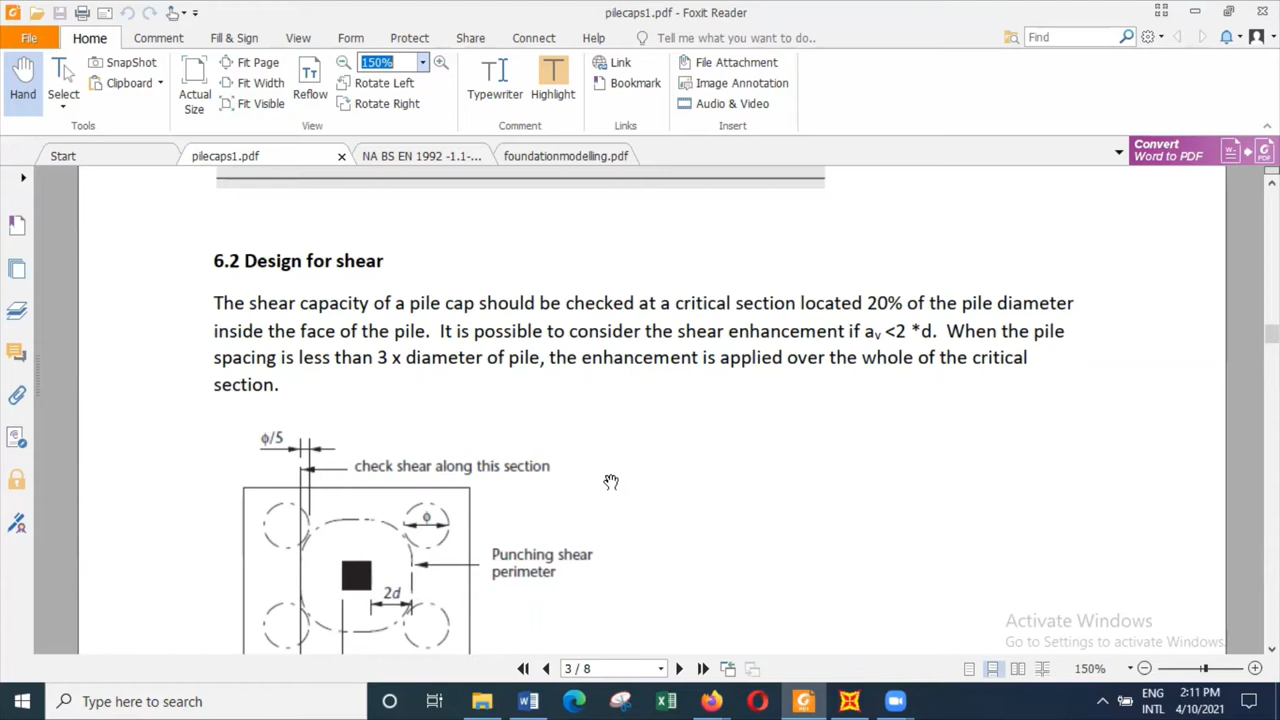 pilecaps1.pdf - Foxit Reader
File
Home
Comment
Fill & Sign
View
Form
Protect
Share
Connect
Help
Tell me what you want to do..
Find
Hand
Select
SnapShot
Clipboard
Tools
Actual Size
Fit Page
Fit Width
Fit Visible
Reflow
150%
Rotate Left
Rotate Right
View
Typewriter
Highlight
Comment
Link
Bookmark
Links
File Attachment
Image Annotation
Audio & Video
Insert
Start
pilecaps1.pdf
NA BS EN 1992 -1.1-...
foundationmodelling.pdf
Convert
Word to PDF
6.2 Design for shear
The shear capacity of a pile cap should be checked at a critical section located 20% of the pile diameter
inside the face of the pile. It is possible to consider the shear enhancement if aᵥ <2 *d. When the pile
spacing is less than 3 x diameter of pile, the enhancement is applied over the whole of the critical
section.
ϕ/5
check shear along this section
ϕ
Punching shear
perimeter
2d
Activate Windows
Go to Settings to activate Windows.
3 / 8
150%
Type here to search
ENG
INTL
2:11 PM
4/10/2021